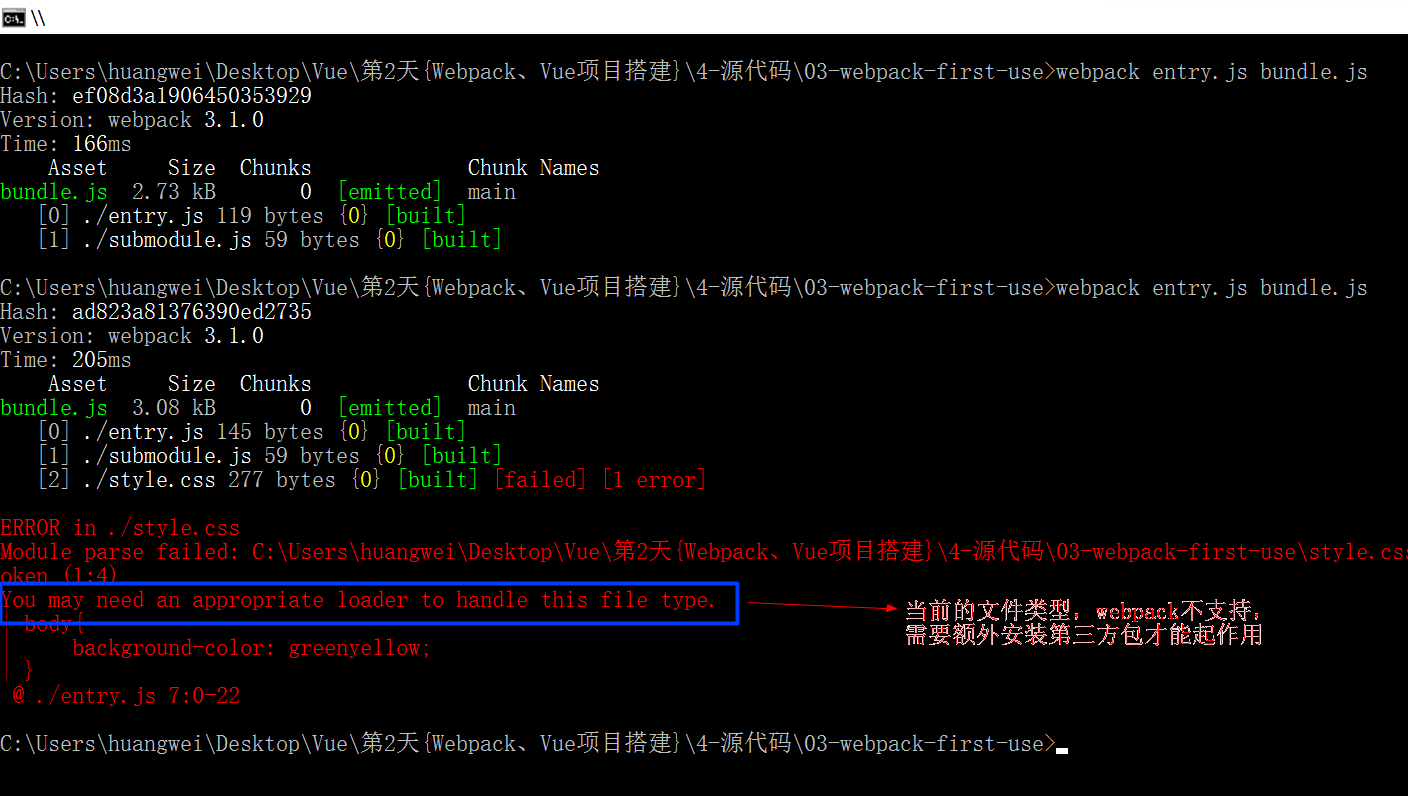 \\
C:\Users\huangwei\Desktop\Vue\第2天{Webpack、Vue项目搭建}\4-源代码\03-webpack-first-use>webpack entry.js bundle.js
Hash: ef08d3a1906450353929
Version: webpack 3.1.0
Time: 166ms
Asset Size Chunks Chunk Names
bundle.js 2.73 kB 0 [emitted] main
[0] ./entry.js 119 bytes {0} [built]
[1] ./submodule.js 59 bytes {0} [built]
C:\Users\huangwei\Desktop\Vue\第2天{Webpack、Vue项目搭建}\4-源代码\03-webpack-first-use>webpack entry.js bundle.js
Hash: ad823a81376390ed2735
Version: webpack 3.1.0
Time: 205ms
Asset Size Chunks Chunk Names
bundle.js 3.08 kB 0 [emitted] main
[0] ./entry.js 145 bytes {0} [built]
[1] ./submodule.js 59 bytes {0} [built]
[2] ./style.css 277 bytes {0} [built] [failed] [1 error]
ERROR in ./style.css
Module parse failed: C:\Users\huangwei\Desktop\Vue\第2天{Webpack、Vue项目搭建}\4-源代码\03-webpack-first-use\style.css
oken (1:4)
You may need an appropriate loader to handle this file type.
当前的文件类型，webpack不支持，
需要额外安装第三方包才能起作用
| body{
|     background-color: greenyellow;
| }
@ ./entry.js 7:0-22
C:\Users\huangwei\Desktop\Vue\第2天{Webpack、Vue项目搭建}\4-源代码\03-webpack-first-use>